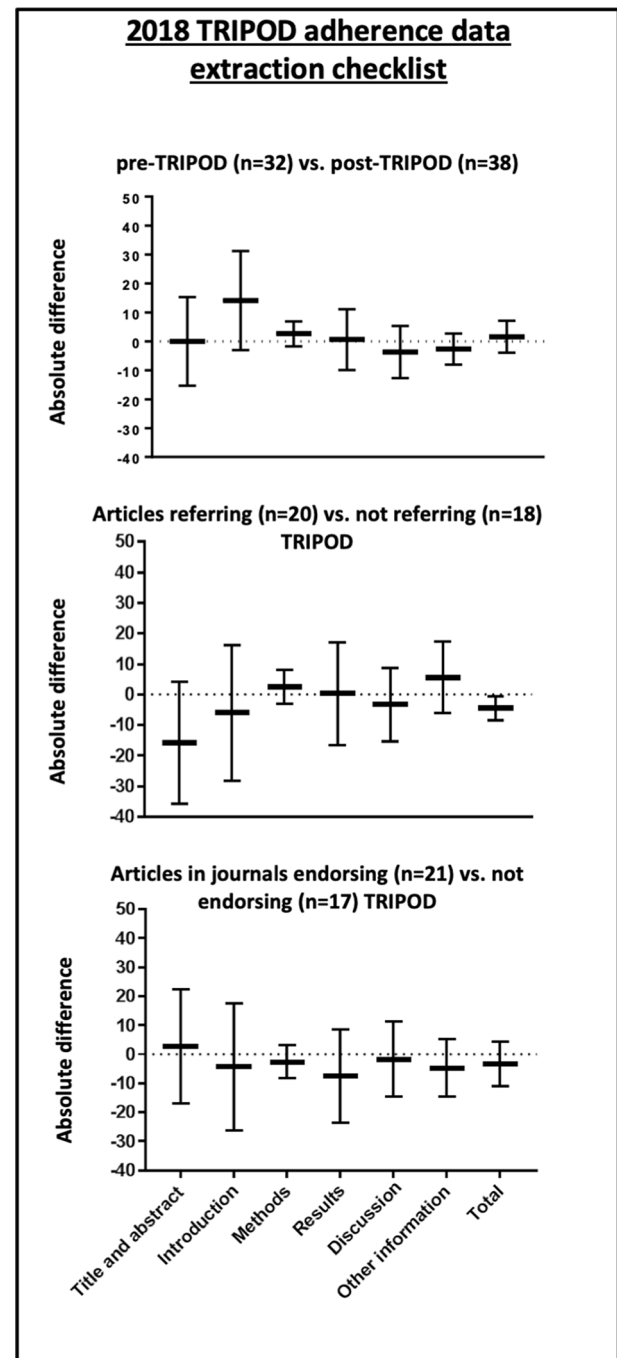 2018 TRIPOD adherence data
extraction checklist
pre-TRIPOD (n=32) vs. post-TRIPOD (n=38)
Absolute difference
50
40
30
20
10
0
-10
-20
-30
-40
Articles referring (n=20) vs. not referring (n=18)
TRIPOD
Absolute difference
50
40
30
20
10
0
-10
-20
-30
-40
Articles in journals endorsing (n=21) vs. not
endorsing (n=17) TRIPOD
Absolute difference
50
40
30
20
10
0
-10
-20
-30
-40
Title and abstract
Introduction
Methods
Results
Discussion
Other information
Total